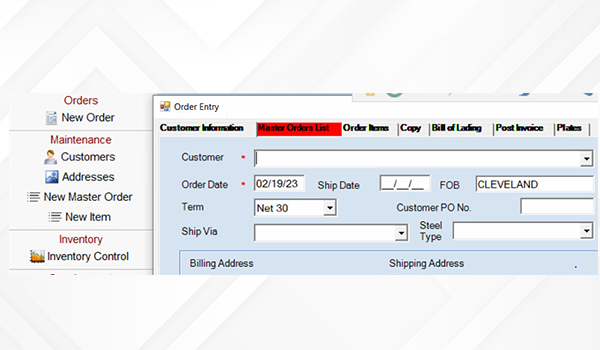 Orders
New Order
Maintenance
Customers
Addresses
New Master Order
New Item
Inventory
Inventory Control
Order Entry
Customer Information Master Orders List Order Items Copy Bill of Lading Post Invoice Plates
Customer *
Order Date * 02/19/23 Ship Date __/__/__ FOB CLEVELAND
Term Net 30 Customer PO No.
Ship Via Steel Type
Billing Address Shipping Address